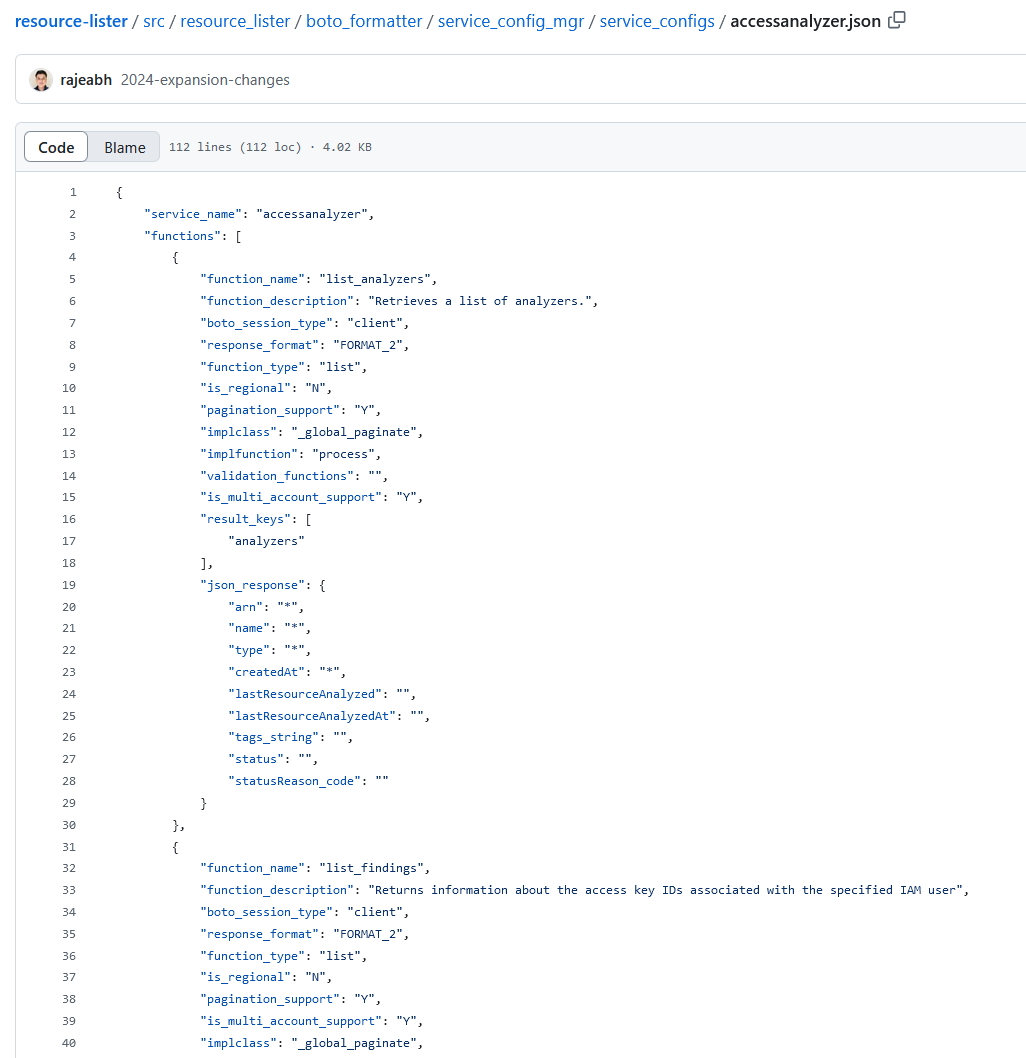 resource-lister / src / resource_lister / boto_formatter / service_config_mgr / service_configs / accessanalyzer.json
rajeabh 2024-expansion-changes
Code Blame 112 lines (112 loc) · 4.02 KB
1 {
2 "service_name": "accessanalyzer",
3 "functions": [
4 {
5 "function_name": "list_analyzers",
6 "function_description": "Retrieves a list of analyzers.",
7 "boto_session_type": "client",
8 "response_format": "FORMAT_2",
9 "function_type": "list",
10 "is_regional": "N",
11 "pagination_support": "Y",
12 "implclass": "_global_paginate",
13 "implfunction": "process",
14 "validation_functions": "",
15 "is_multi_account_support": "Y",
16 "result_keys": [
17 "analyzers"
18 ],
19 "json_response": {
20 "arn": "*",
21 "name": "*",
22 "type": "*",
23 "createdAt": "*",
24 "lastResourceAnalyzed": "",
25 "lastResourceAnalyzedAt": "",
26 "tags_string": "",
27 "status": "",
28 "statusReason_code": ""
29 }
30 },
31 {
32 "function_name": "list_findings",
33 "function_description": "Returns information about the access key IDs associated with the specified IAM user",
34 "boto_session_type": "client",
35 "response_format": "FORMAT_2",
36 "function_type": "list",
37 "is_regional": "N",
38 "pagination_support": "Y",
39 "is_multi_account_support": "Y",
40 "implclass": "_global_paginate",